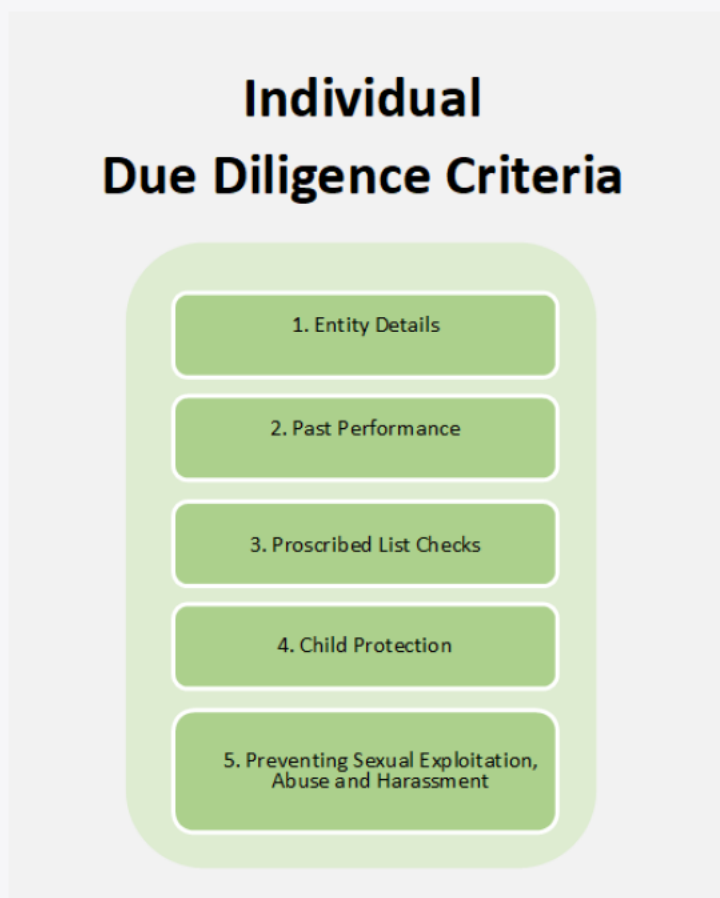 Individual
Due Diligence Criteria
1. Entity Details
2. Past Performance
3. Proscribed List Checks
4. Child Protection
5. Preventing Sexual Exploitation,
Abuse and Harassment